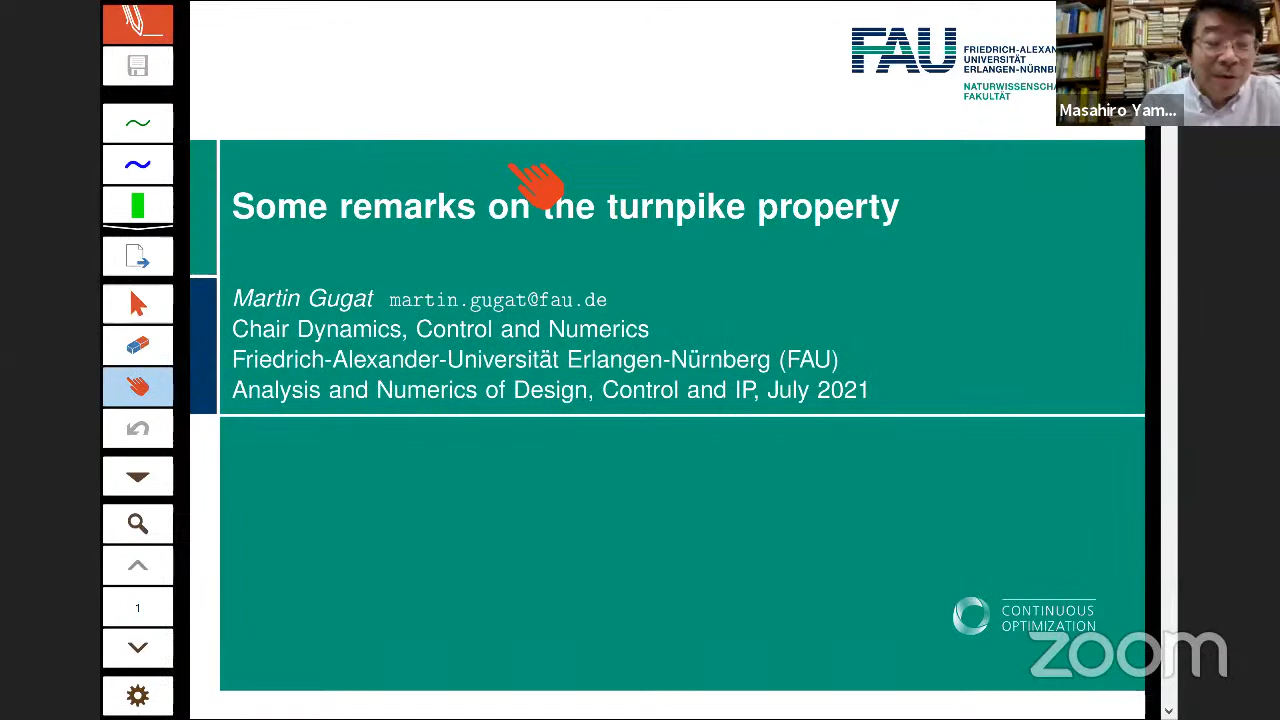 FAU
FRIEDRICH-ALEXAN
UNIVERSITÄT
ERLANGEN-NÜRNB
NATURWISSENSCHA
FAKULTÄT
Masahiro Yam...
Some remarks on the turnpike property
Martin Gugat martin.gugat@fau.de
Chair Dynamics, Control and Numerics
Friedrich-Alexander-Universität Erlangen-Nürnberg (FAU)
Analysis and Numerics of Design, Control and IP, July 2021
1
CONTINUOUS
OPTIMIZATION
zoom